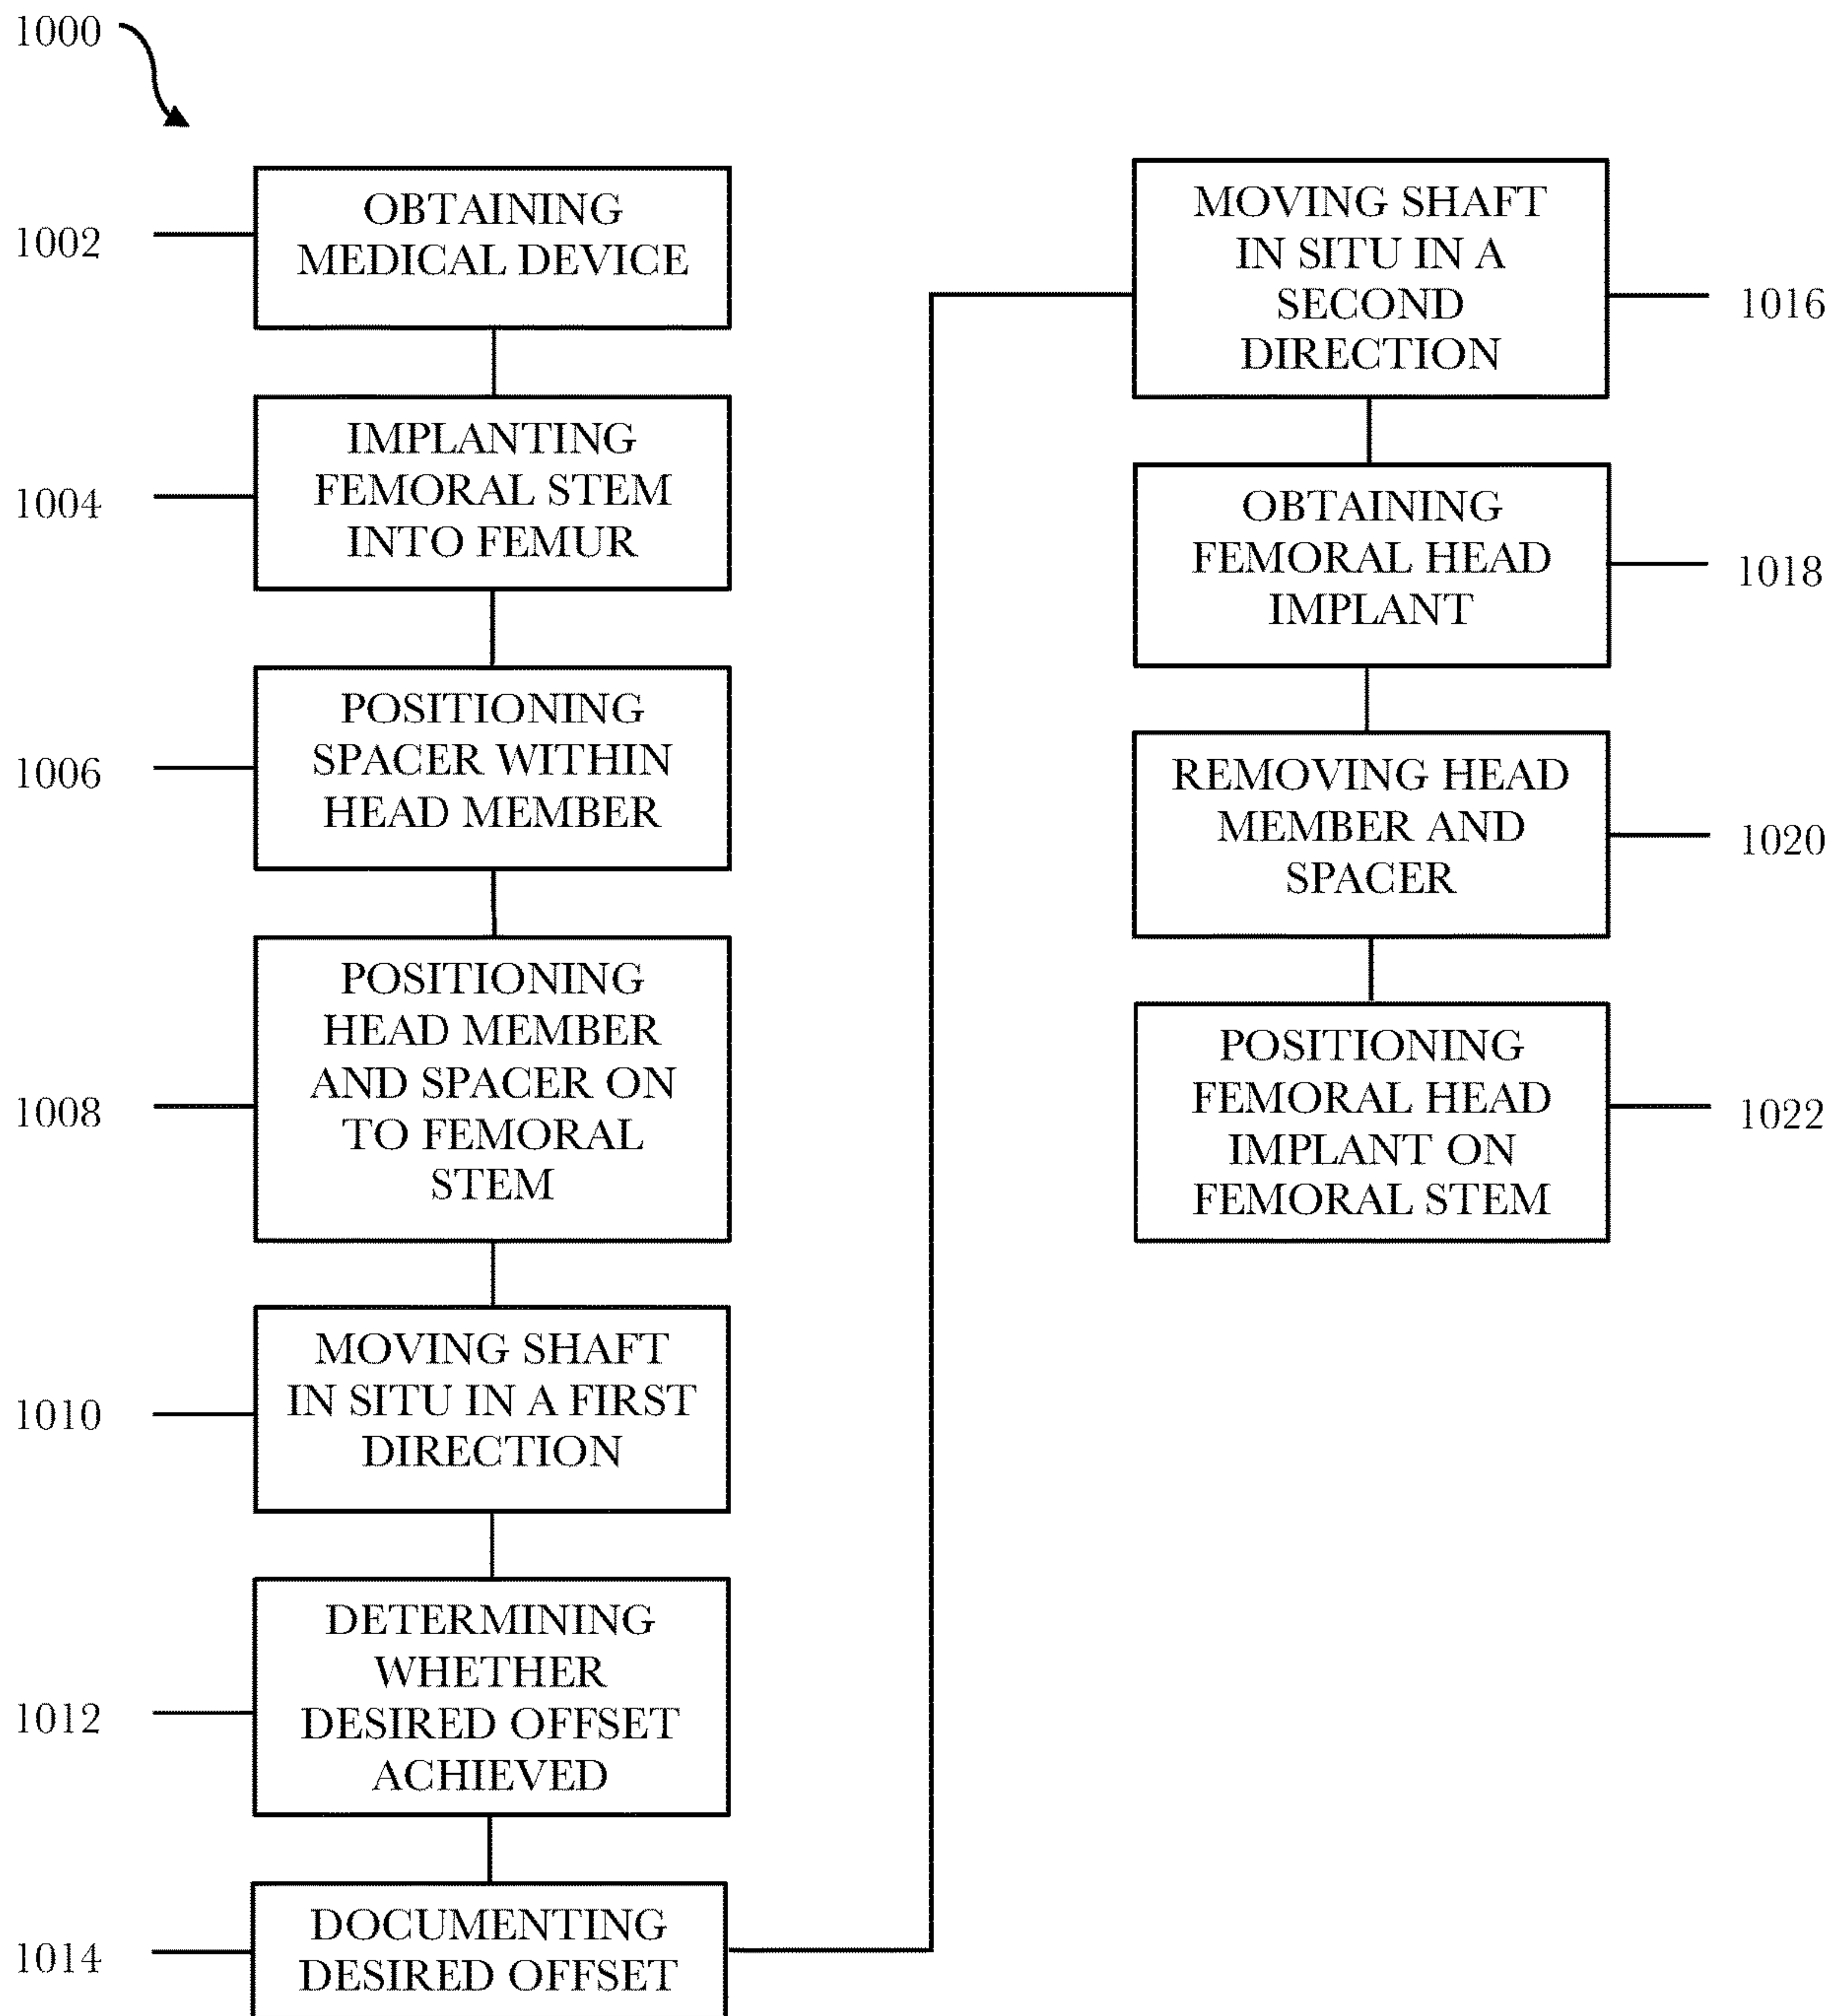 1000
1002
OBTAINING
MEDICAL DEVICE
1004
IMPLANTING
FEMORAL STEM
INTO FEMUR
1006
POSITIONING
SPACER WITHIN
HEAD MEMBER
1008
POSITIONING
HEAD MEMBER
AND SPACER ON
TO FEMORAL
STEM
1010
MOVING SHAFT
IN SITU IN A FIRST
DIRECTION
1012
DETERMINING
WHETHER
DESIRED OFFSET
ACHIEVED
1014
DOCUMENTING
DESIRED OFFSET
MOVING SHAFT
IN SITU IN A
SECOND
DIRECTION
1016
OBTAINING
FEMORAL HEAD
IMPLANT
1018
REMOVING HEAD
MEMBER AND
SPACER
1020
POSITIONING
FEMORAL HEAD
IMPLANT ON
FEMORAL STEM
1022